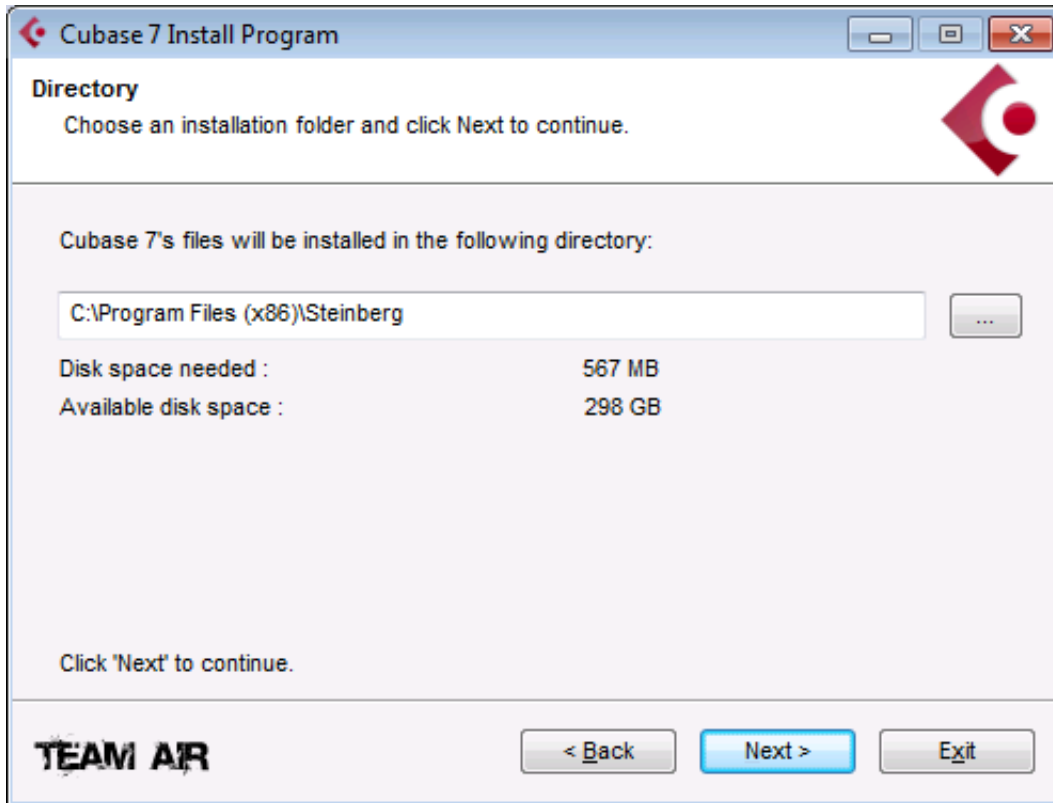 Cubase 7 Install Program
Directory
Choose an installation folder and click Next to continue.
Cubase 7's files will be installed in the following directory:
C:\Program Files (x86)\Steinberg
...
Disk space needed : 567 MB
Available disk space : 298 GB
Click 'Next' to continue.
TEAM AIR
< Back Next > Exit